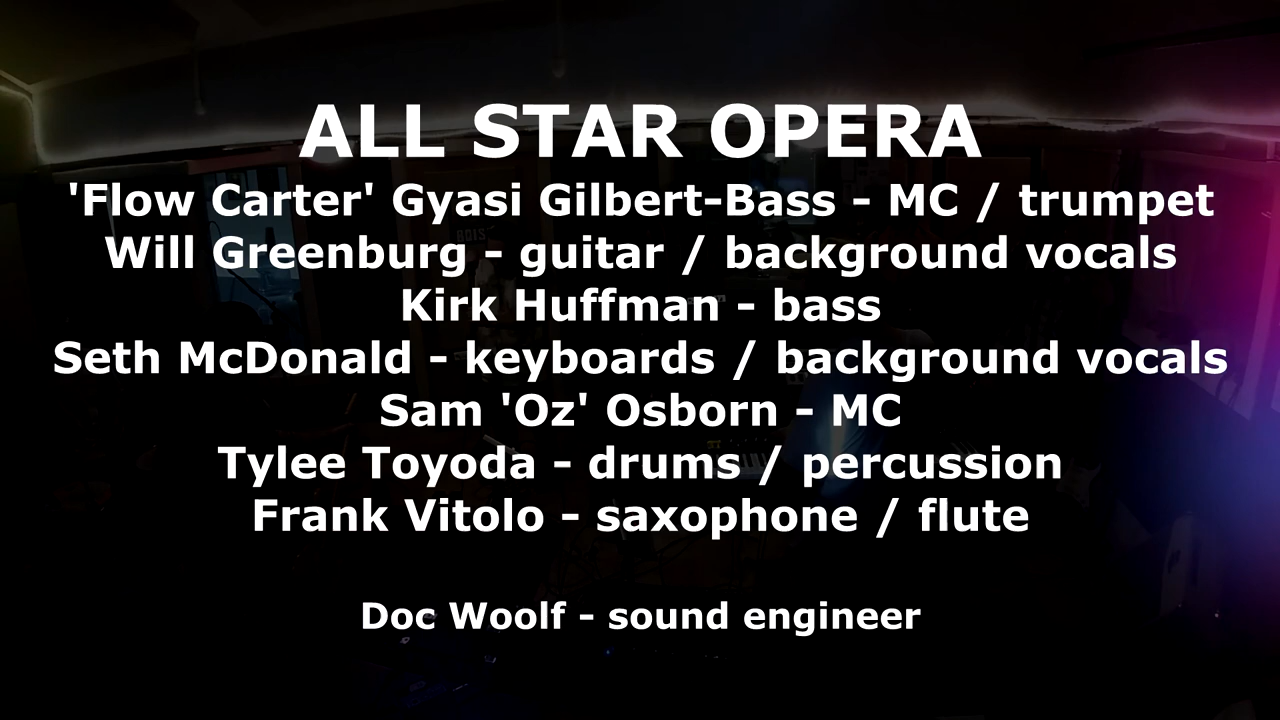 ALL STAR OPERA
'Flow Carter' Gyasi Gilbert-Bass - MC / trumpet
Will Greenburg - guitar / background vocals
Kirk Huffman - bass
Seth McDonald - keyboards / background vocals
Sam 'Oz' Osborn - MC
Tylee Toyoda - drums / percussion
Frank Vitolo - saxophone / flute
Doc Woolf - sound engineer